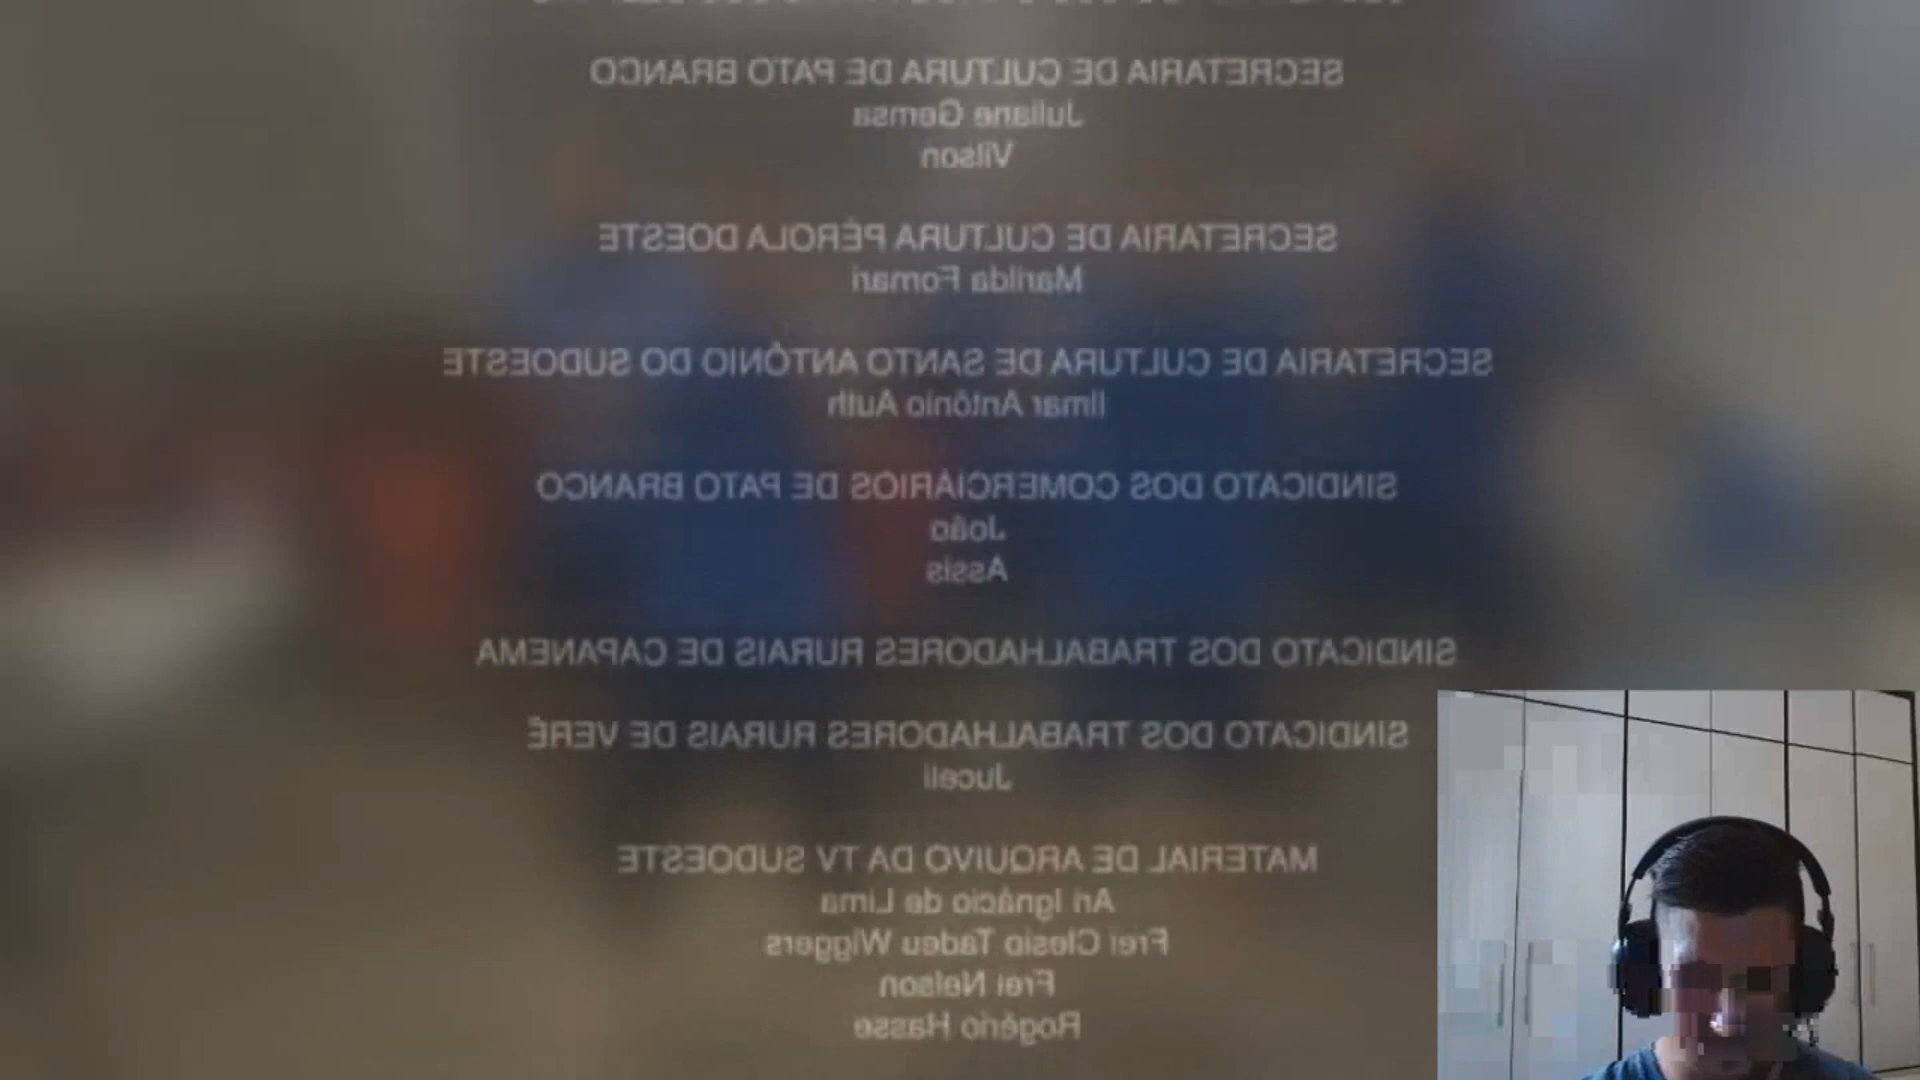 SECRETARIA DE CULTURA DE PATO BRANCO
Juliane Gemsa
Vilson
SECRETARIA DE CULTURA PÉROLA DOESTE
Marilda Fornari
SECRETARIA DE CULTURA DE SANTO ANTÔNIO DO SUDOESTE
Ilmar Antônio Auth
SINDICATO DOS COMERCIÁRIOS DE PATO BRANCO
João
Assis
SINDICATO DOS TRABALHADORES RURAIS DE CAPANEMA
SINDICATO DOS TRABALHADORES RURAIS DE VERÊ
Juceli
MATERIAL DE ARQUIVO DA TV SUDOESTE
Ari Ignácio de Lima
Frei Clesio Tadeu Wiggers
Frei Nelson
Rogério Hasse